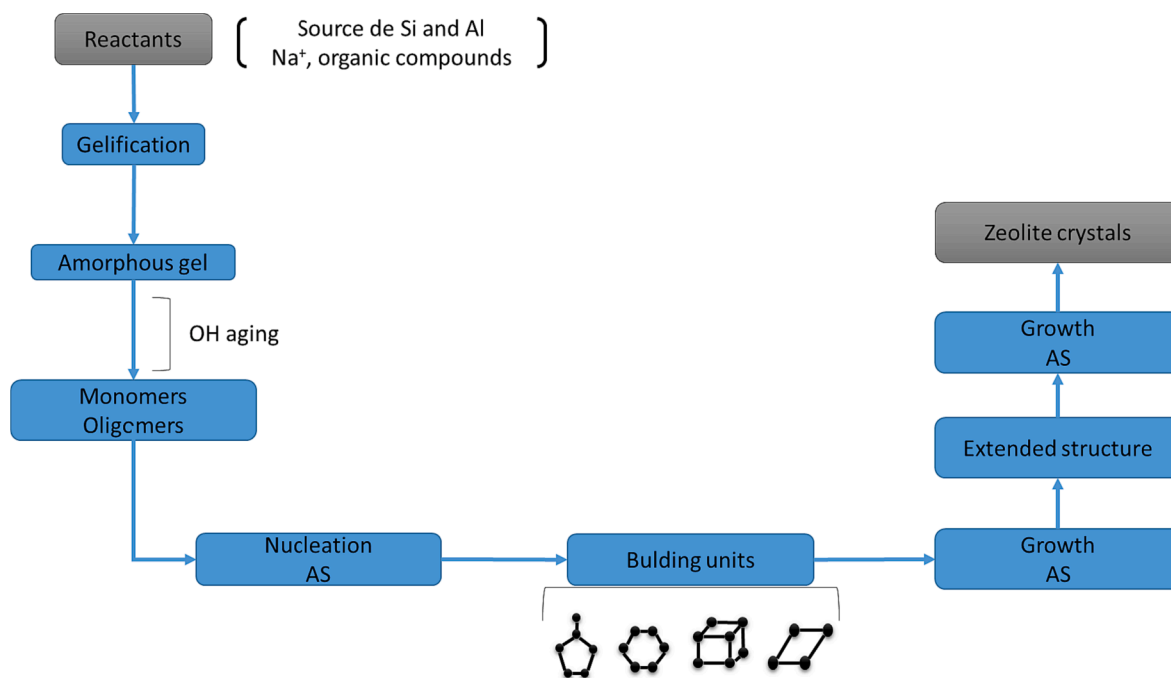 Reactants
Source de Si and Al
Na⁺, organic compounds
Gelification
Amorphous gel
OH aging
Monomers
Oligomers
Nucleation
AS
Bulding units
Growth
AS
Extended structure
Growth
AS
Zeolite crystals